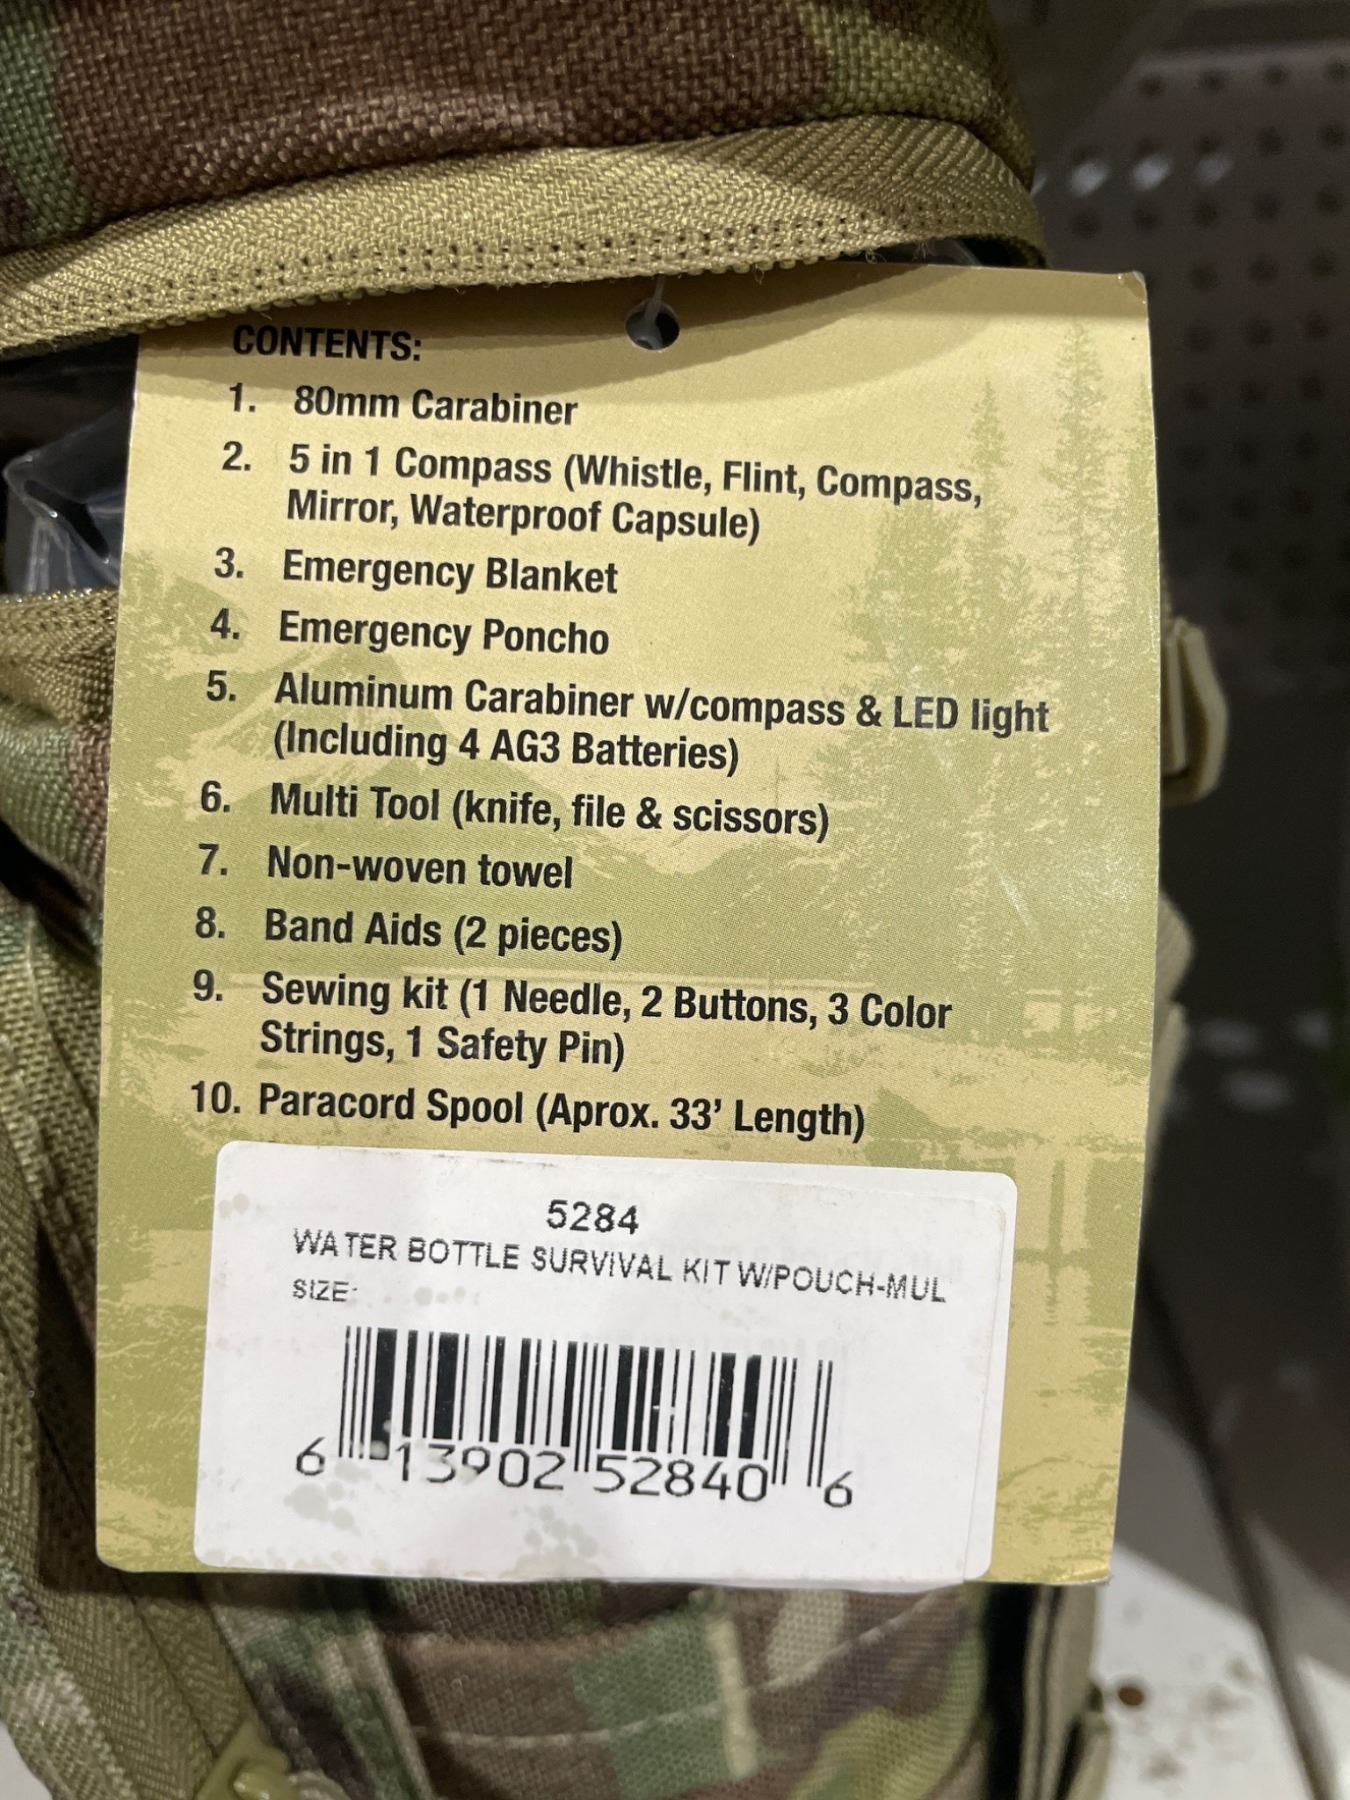 CONTENTS:
1. 80mm Carabiner
2. 5 in 1 Compass (Whistle, Flint, Compass,
Mirror, Waterproof Capsule)
3. Emergency Blanket
4. Emergency Poncho
5. Aluminum Carabiner w/compass & LED light
(Including 4 AG3 Batteries)
6. Multi Tool (knife, file & scissors)
7. Non-woven towel
8. Band Aids (2 pieces)
9. Sewing kit (1 Needle, 2 Buttons, 3 Color
Strings, 1 Safety Pin)
10. Paracord Spool (Aprox. 33’ Length)
5284
WATER BOTTLE SURVIVAL KIT W/POUCH-MUL
SIZE:
6 13902 52840 6